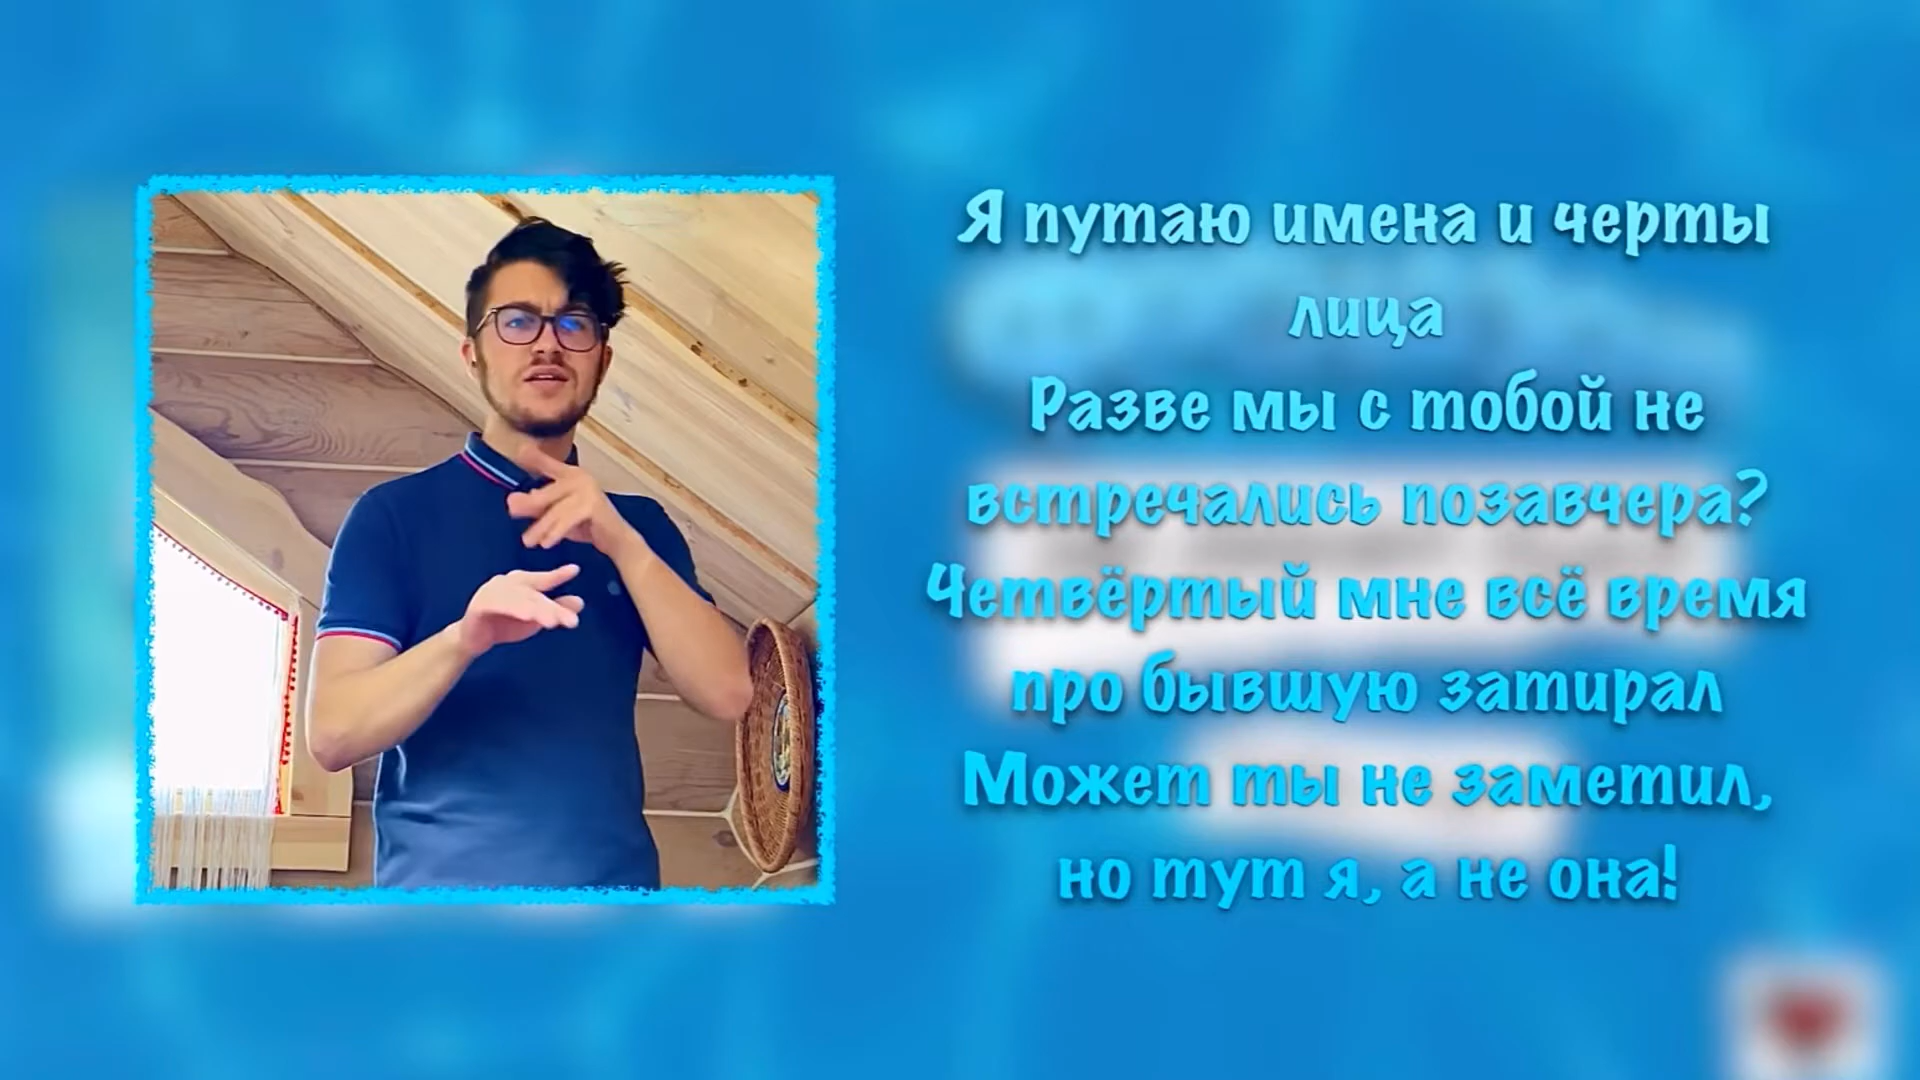 Я путаю имена и черты
лица
Разве мы с тобой не
встречались позавчера?
Четвёртый мне всё время
про бывшую затирал
Может ты не заметил,
но тут я, а не она!